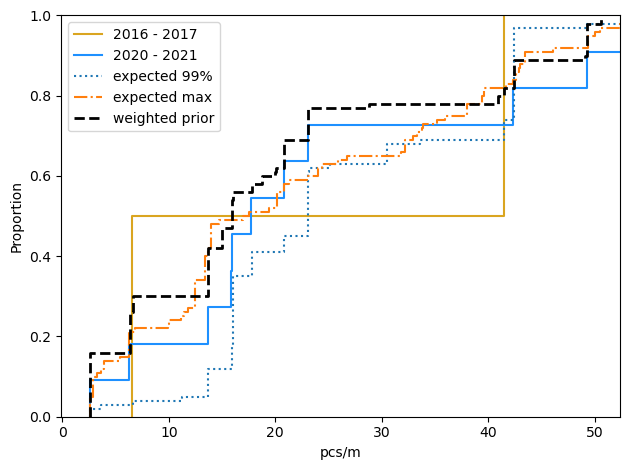 1.0
0.8
0.6
0.4
0.2
0.0
Proportion
2016 - 2017
2020 - 2021
expected 99%
expected max
weighted prior
0 10 20 30 40 50
pcs/m